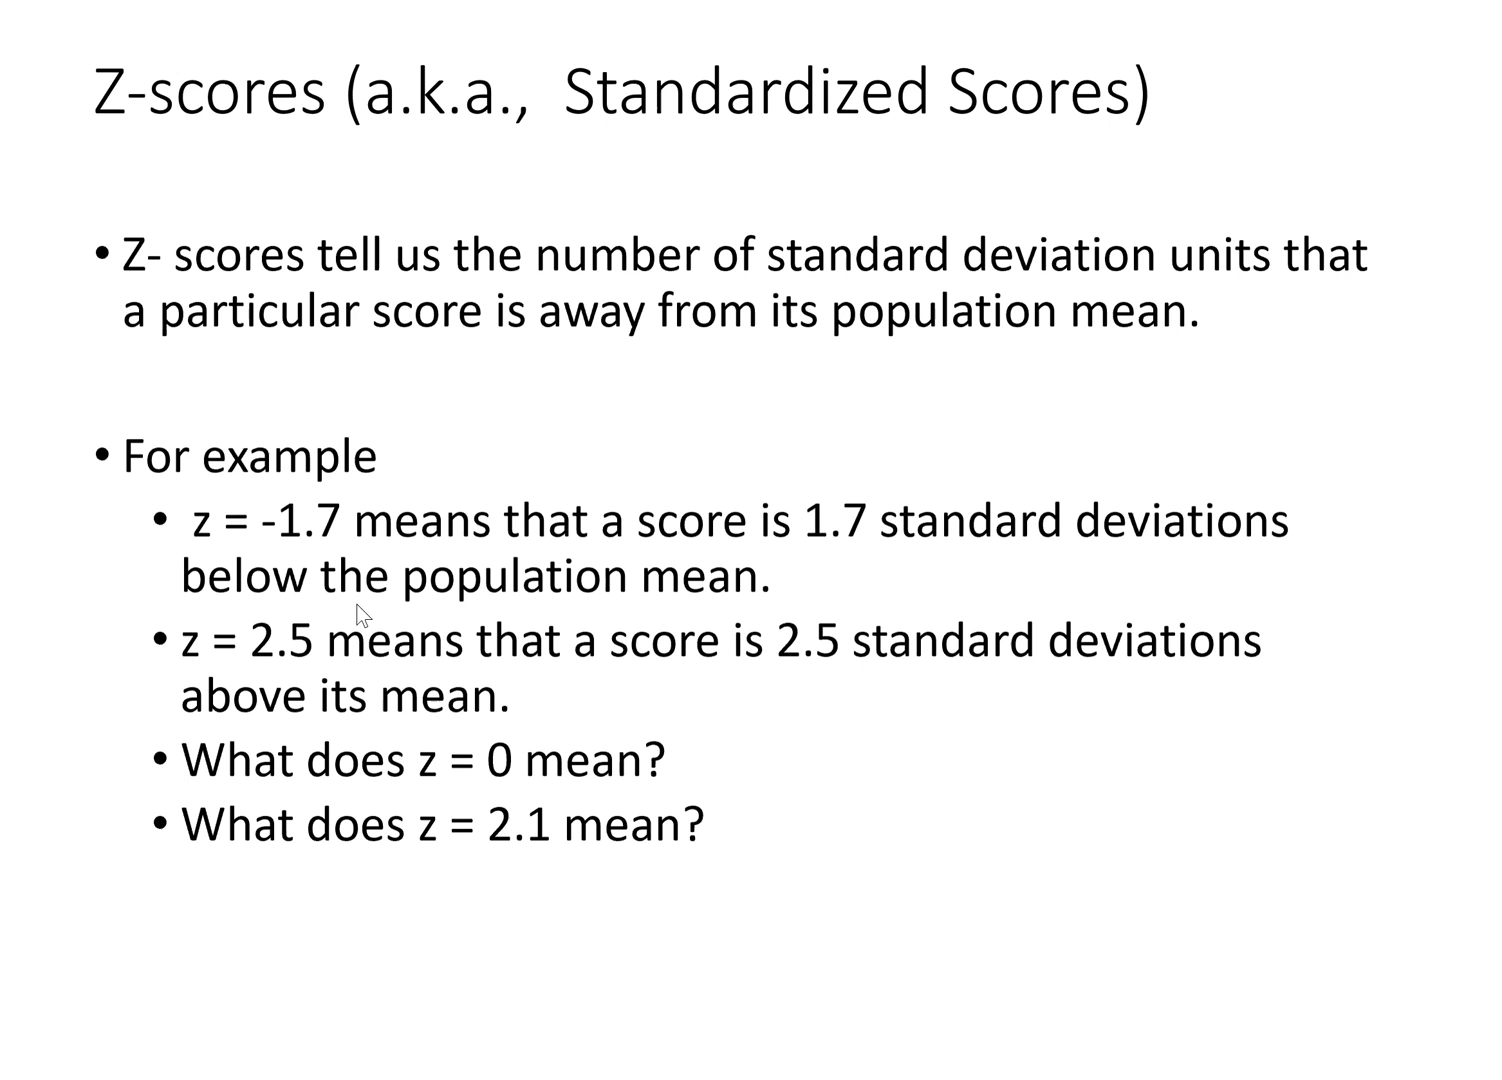 Z-scores (a.k.a.,  Standardized Scores)
• Z- scores tell us the number of standard deviation units that
a particular score is away from its population mean.
• For example
•  z = -1.7 means that a score is 1.7 standard deviations
below the population mean.
• z = 2.5 means that a score is 2.5 standard deviations
above its mean.
• What does z = 0 mean?
• What does z = 2.1 mean?